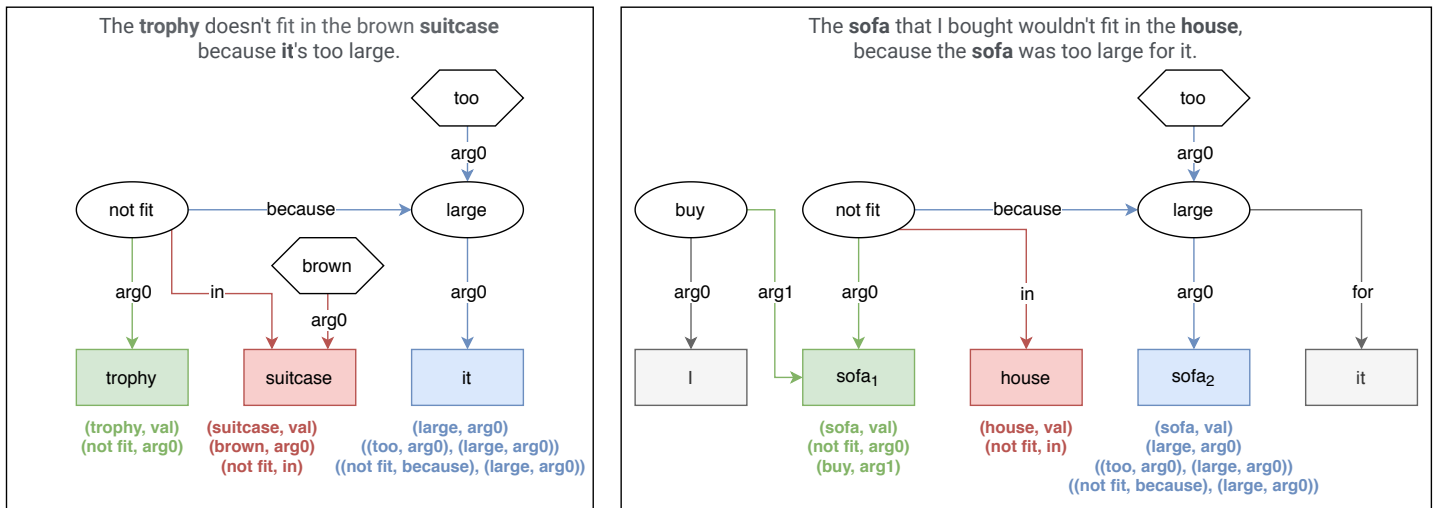 The trophy doesn't fit in the brown suitcase
because it's too large.
too
arg0
not fit
because
large
brown
arg0
in
arg0
arg0
trophy
suitcase
it
(trophy, val)
(not fit, arg0)
(suitcase, val)
(brown, arg0)
(not fit, in)
(large, arg0)
((too, arg0), (large, arg0))
((not fit, because), (large, arg0))
The sofa that I bought wouldn't fit in the house,
because the sofa was too large for it.
too
arg0
buy
not fit
because
large
arg0
arg1
arg0
in
arg0
for
I
sofa₁
house
sofa₂
it
(sofa, val)
(not fit, arg0)
(buy, arg1)
(house, val)
(not fit, in)
(sofa, val)
(large, arg0)
((too, arg0), (large, arg0))
((not fit, because), (large, arg0))